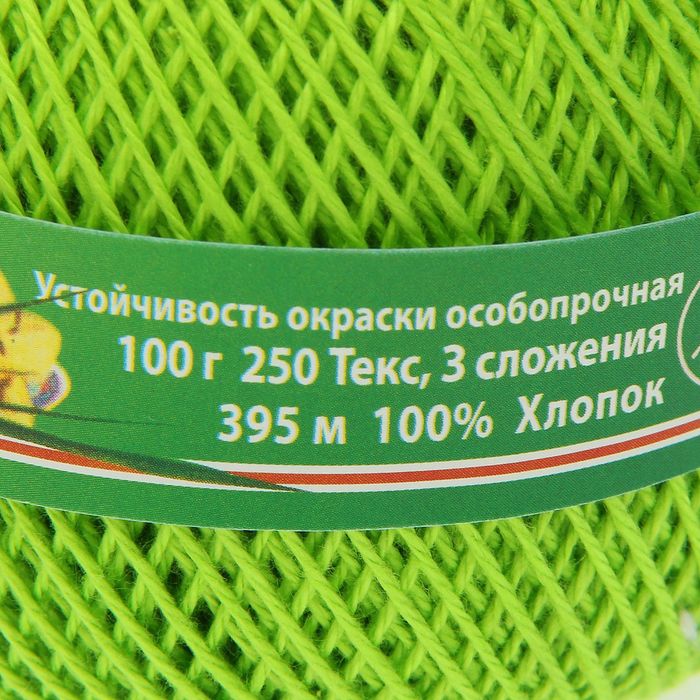 Устойчивость окраски особопрочная
100 г 250 Текс, 3 сложения
395 м 100% Хлопок